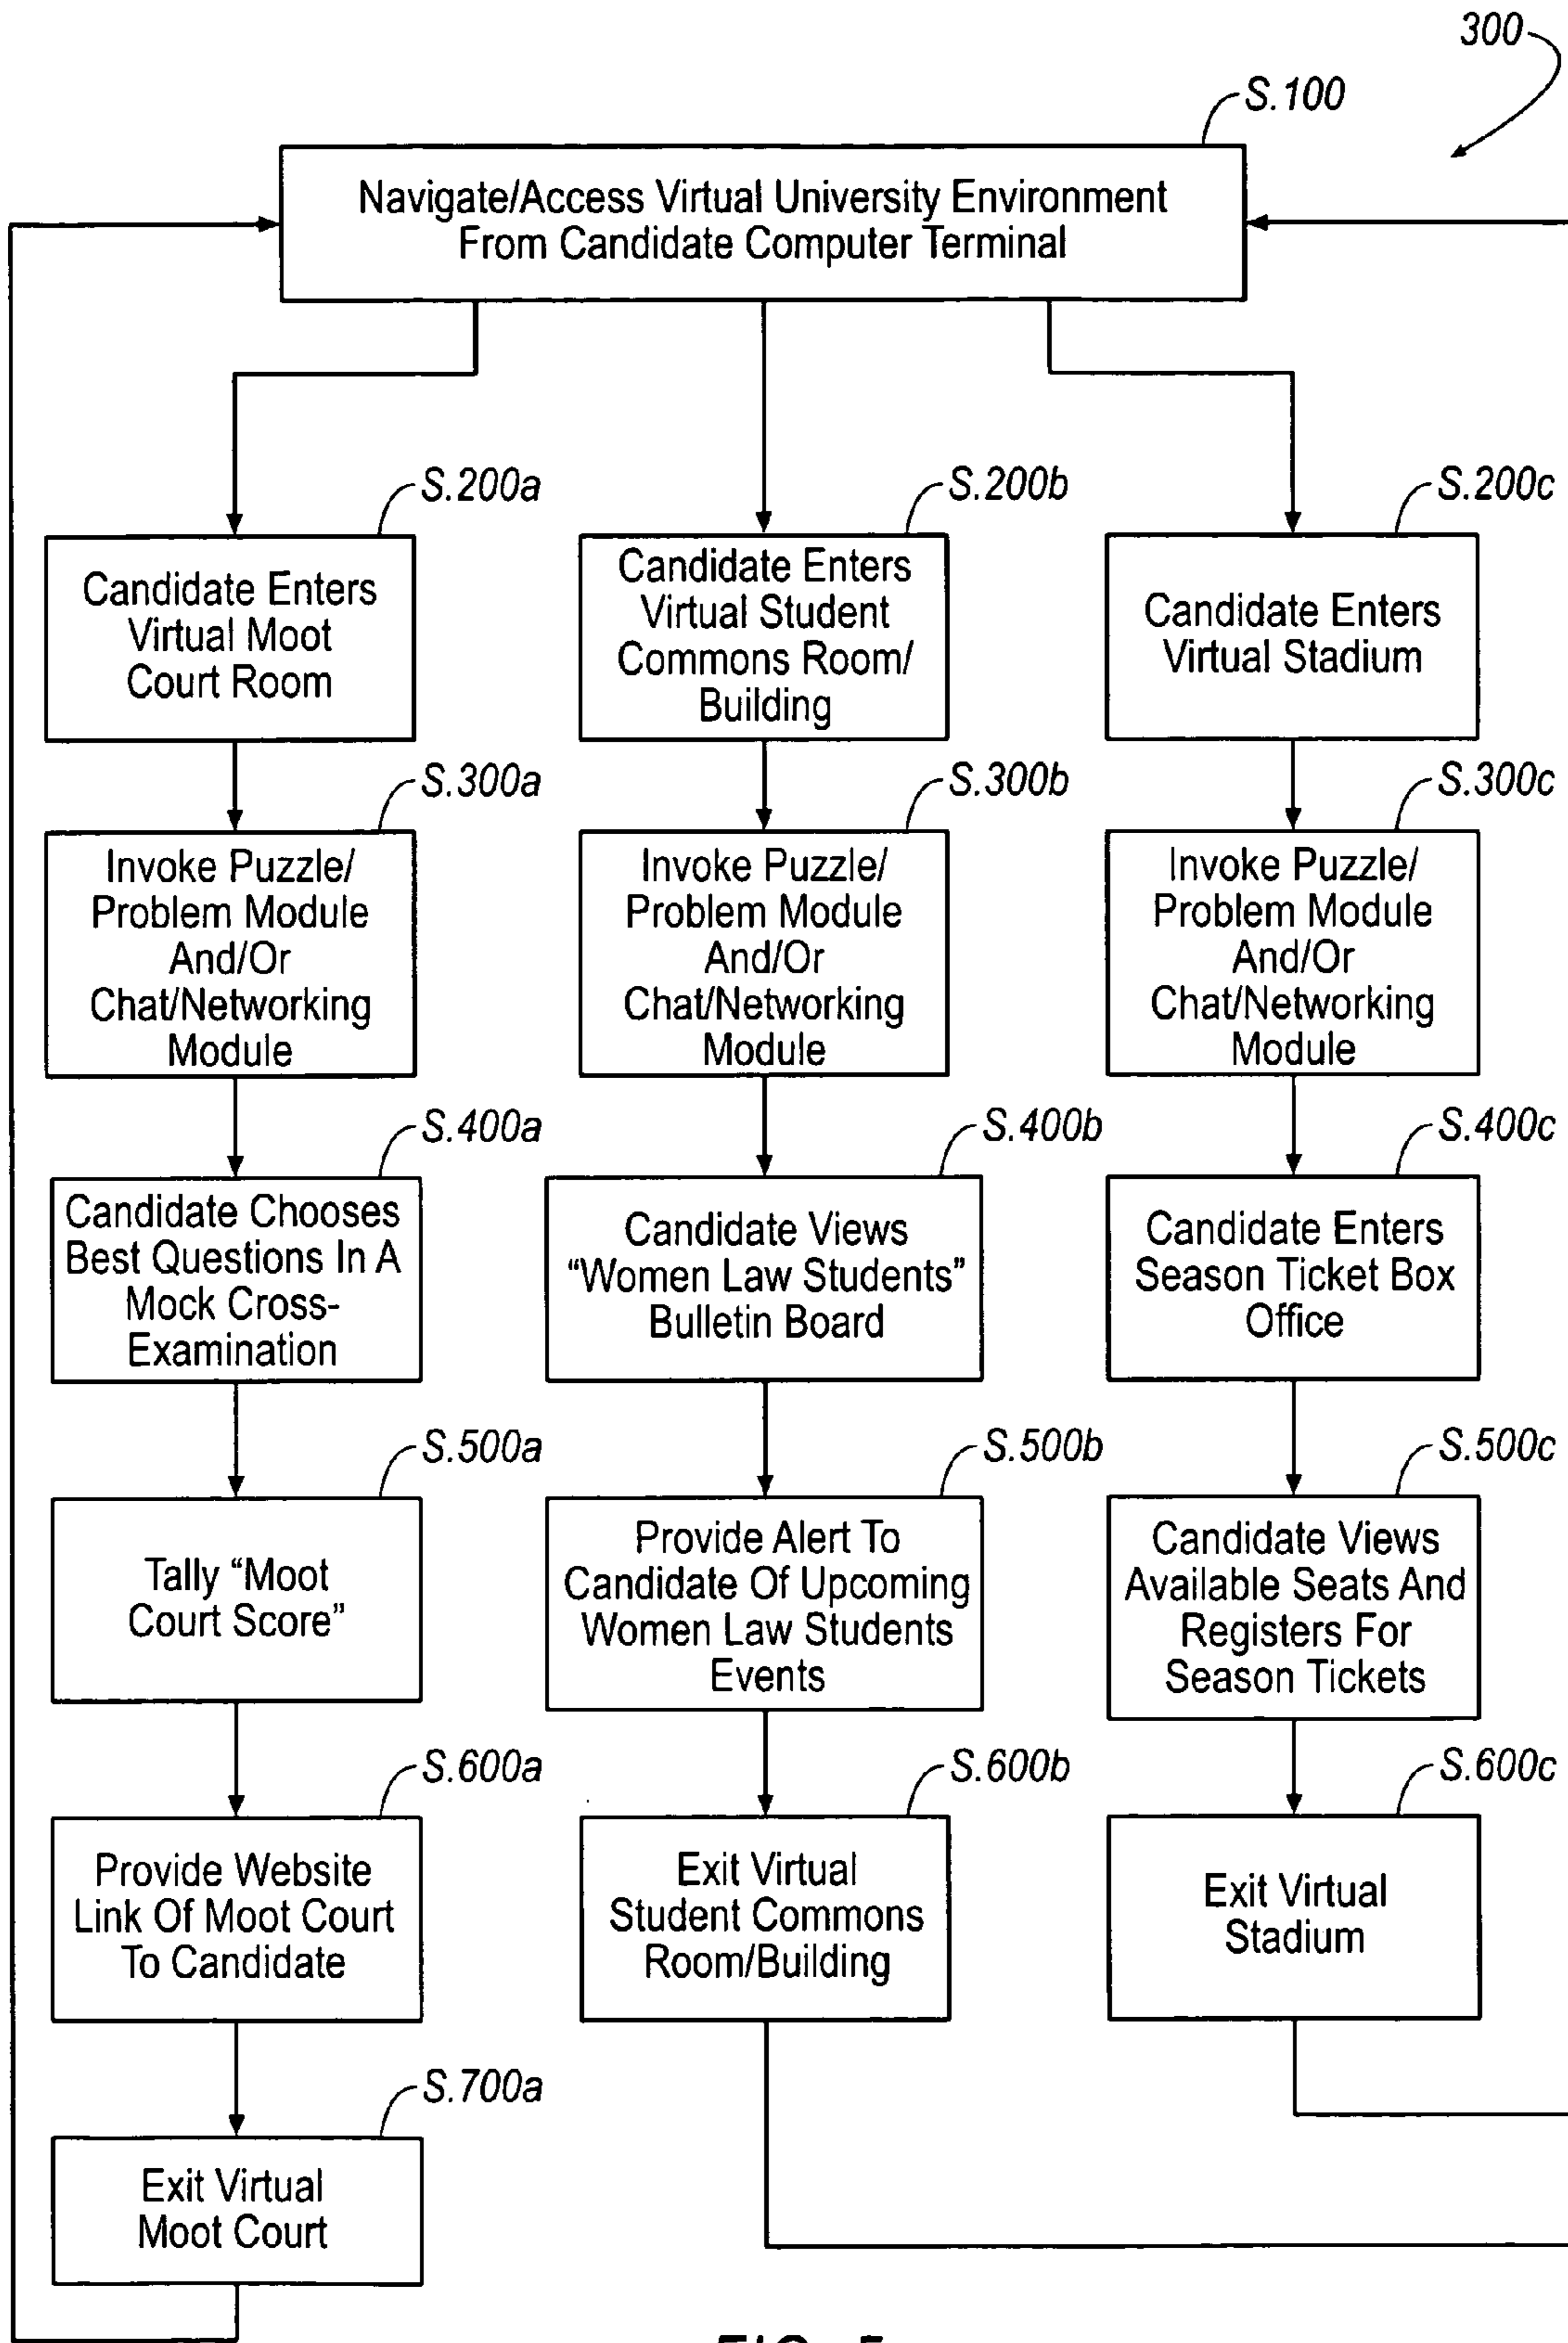 300
S.100
Navigate/Access Virtual University Environment
From Candidate Computer Terminal
S.200a
Candidate Enters
Virtual Moot
Court Room
S.200b
Candidate Enters
Virtual Student
Commons Room/
Building
S.200c
Candidate Enters
Virtual Stadium
S.300a
Invoke Puzzle/
Problem Module
And/Or
Chat/Networking
Module
S.300b
Invoke Puzzle/
Problem Module
And/Or
Chat/Networking
Module
S.300c
Invoke Puzzle/
Problem Module
And/Or
Chat/Networking
Module
S.400a
Candidate Chooses
Best Questions In A
Mock Cross-
Examination
S.400b
Candidate Views
“Women Law Students”
Bulletin Board
S.400c
Candidate Enters
Season Ticket Box
Office
S.500a
Tally “Moot
Court Score”
S.500b
Provide Alert To
Candidate Of Upcoming
Women Law Students
Events
S.500c
Candidate Views
Available Seats And
Registers For
Season Tickets
S.600a
Provide Website
Link Of Moot Court
To Candidate
S.600b
Exit Virtual
Student Commons
Room/Building
S.600c
Exit Virtual
Stadium
S.700a
Exit Virtual
Moot Court